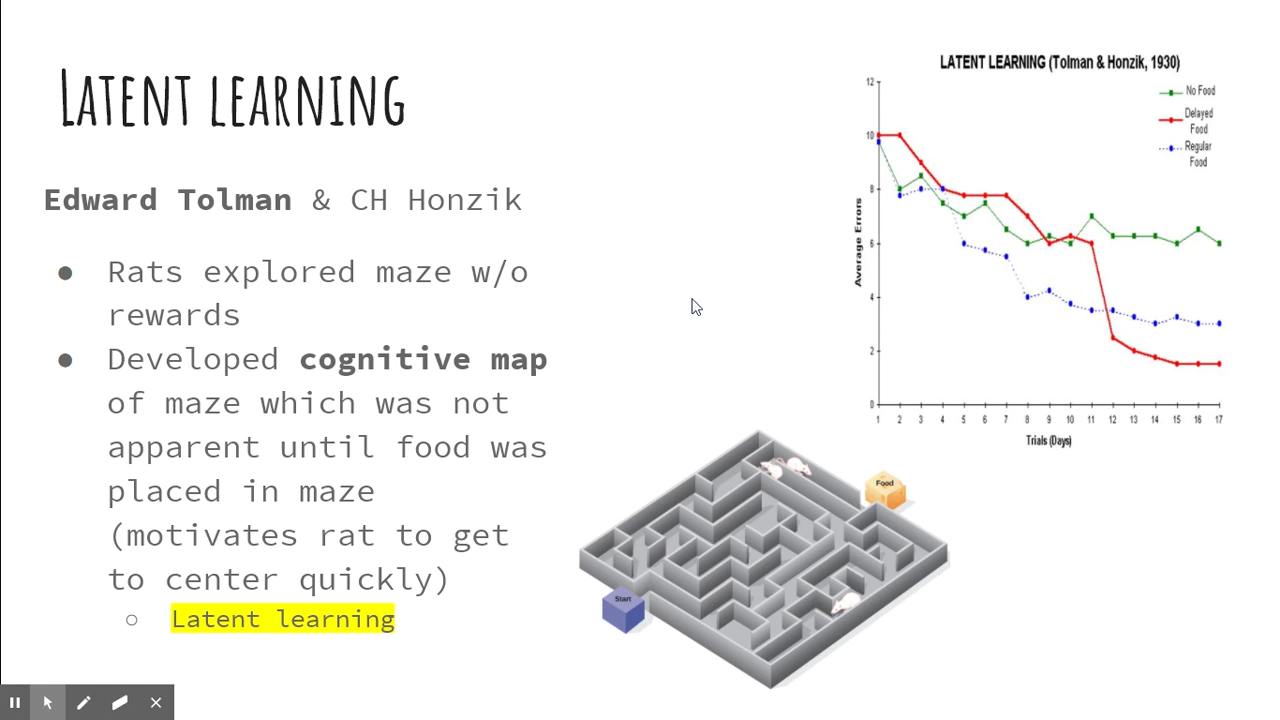 LATENT LEARNING
Edward Tolman & CH Honzik
● Rats explored maze w/o
rewards
● Developed cognitive map
of maze which was not
apparent until food was
placed in maze
(motivates rat to get
to center quickly)
○ Latent learning
LATENT LEARNING (Tolman & Honzik, 1930)
No Food
Delayed
Food
Regular
Food
Average Errors
12
10
8
6
4
2
0
1 2 3 4 5 6 7 8 9 10 11 12 13 14 15 16 17
Trials (Days)
Food
Start